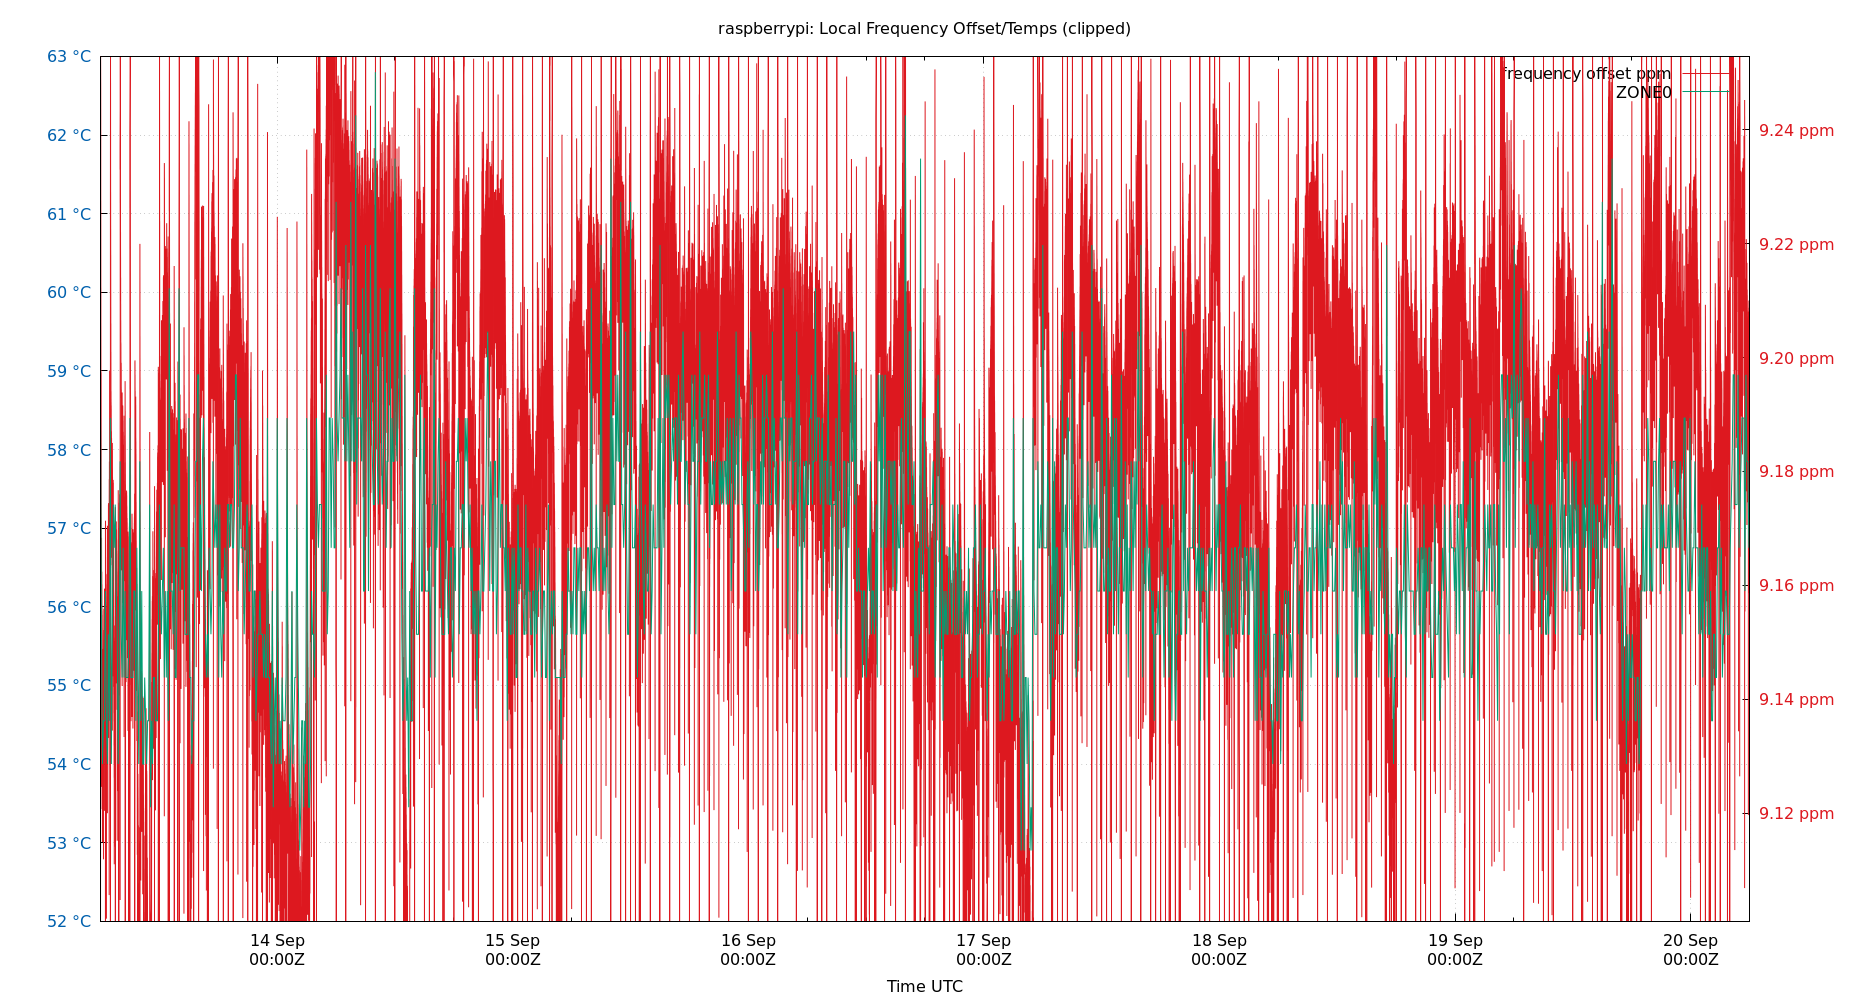 raspberrypi: Local Frequency Offset/Temps (clipped)
63 °C
62 °C
61 °C
60 °C
59 °C
58 °C
57 °C
56 °C
55 °C
54 °C
53 °C
52 °C
frequency offset ppm
ZONE0
9.24 ppm
9.22 ppm
9.20 ppm
9.18 ppm
9.16 ppm
9.14 ppm
9.12 ppm
14 Sep 15 Sep 16 Sep 17 Sep 18 Sep 19 Sep 20 Sep
00:00Z 00:00Z 00:00Z 00:00Z 00:00Z 00:00Z 00:00Z
Time UTC